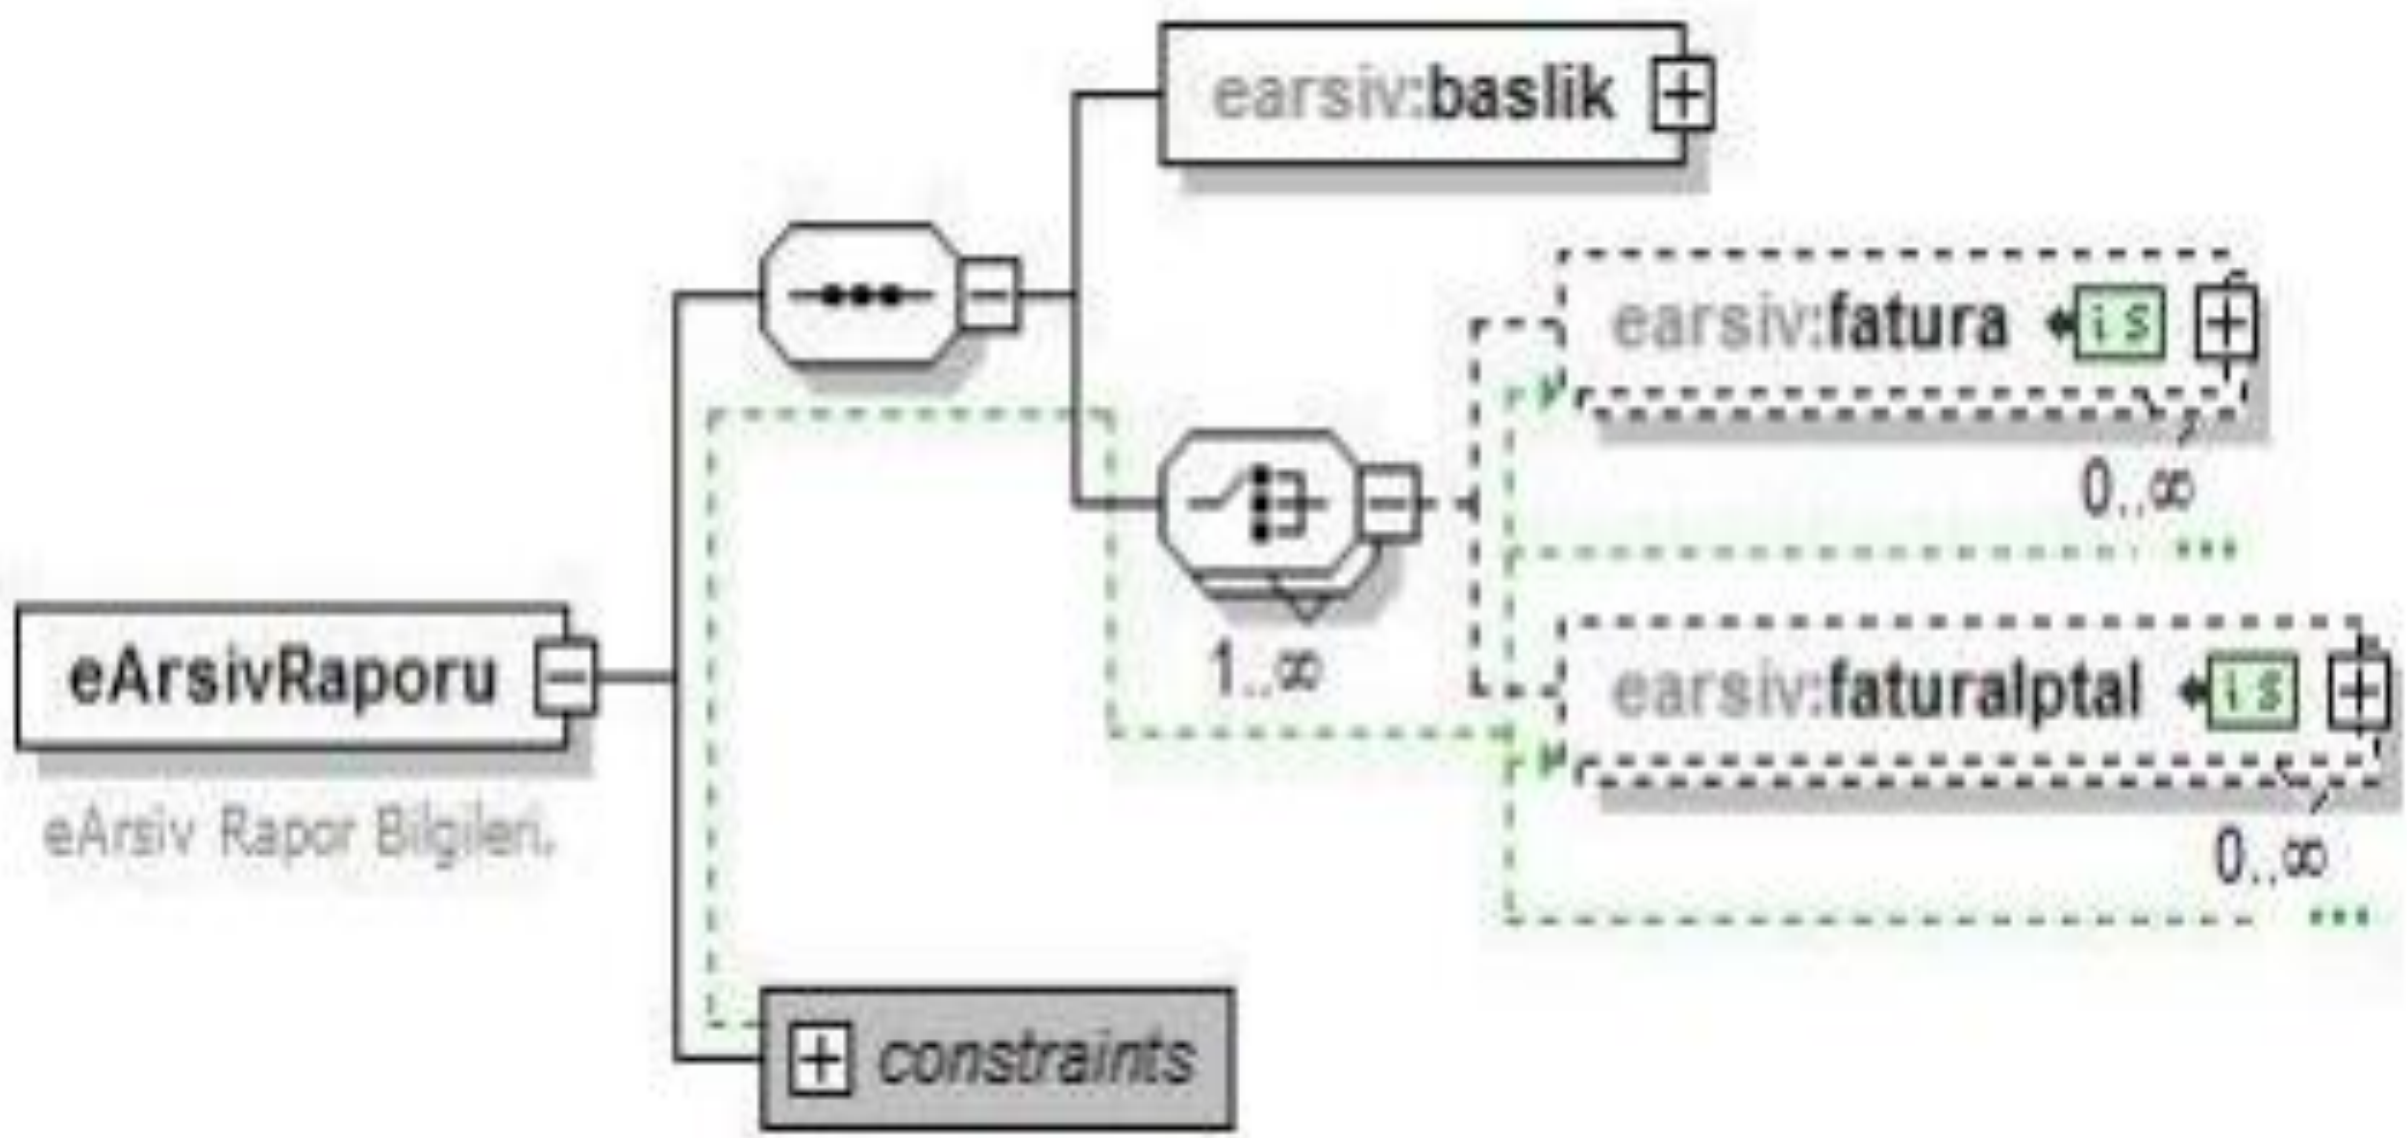 earsiv:baslik
earsiv:fatura
i S
0..∞
1..∞
eArsivRaporu
earsiv:faturaIptal
i S
eArsiv Rapor Bilgileri.
0..∞
constraints